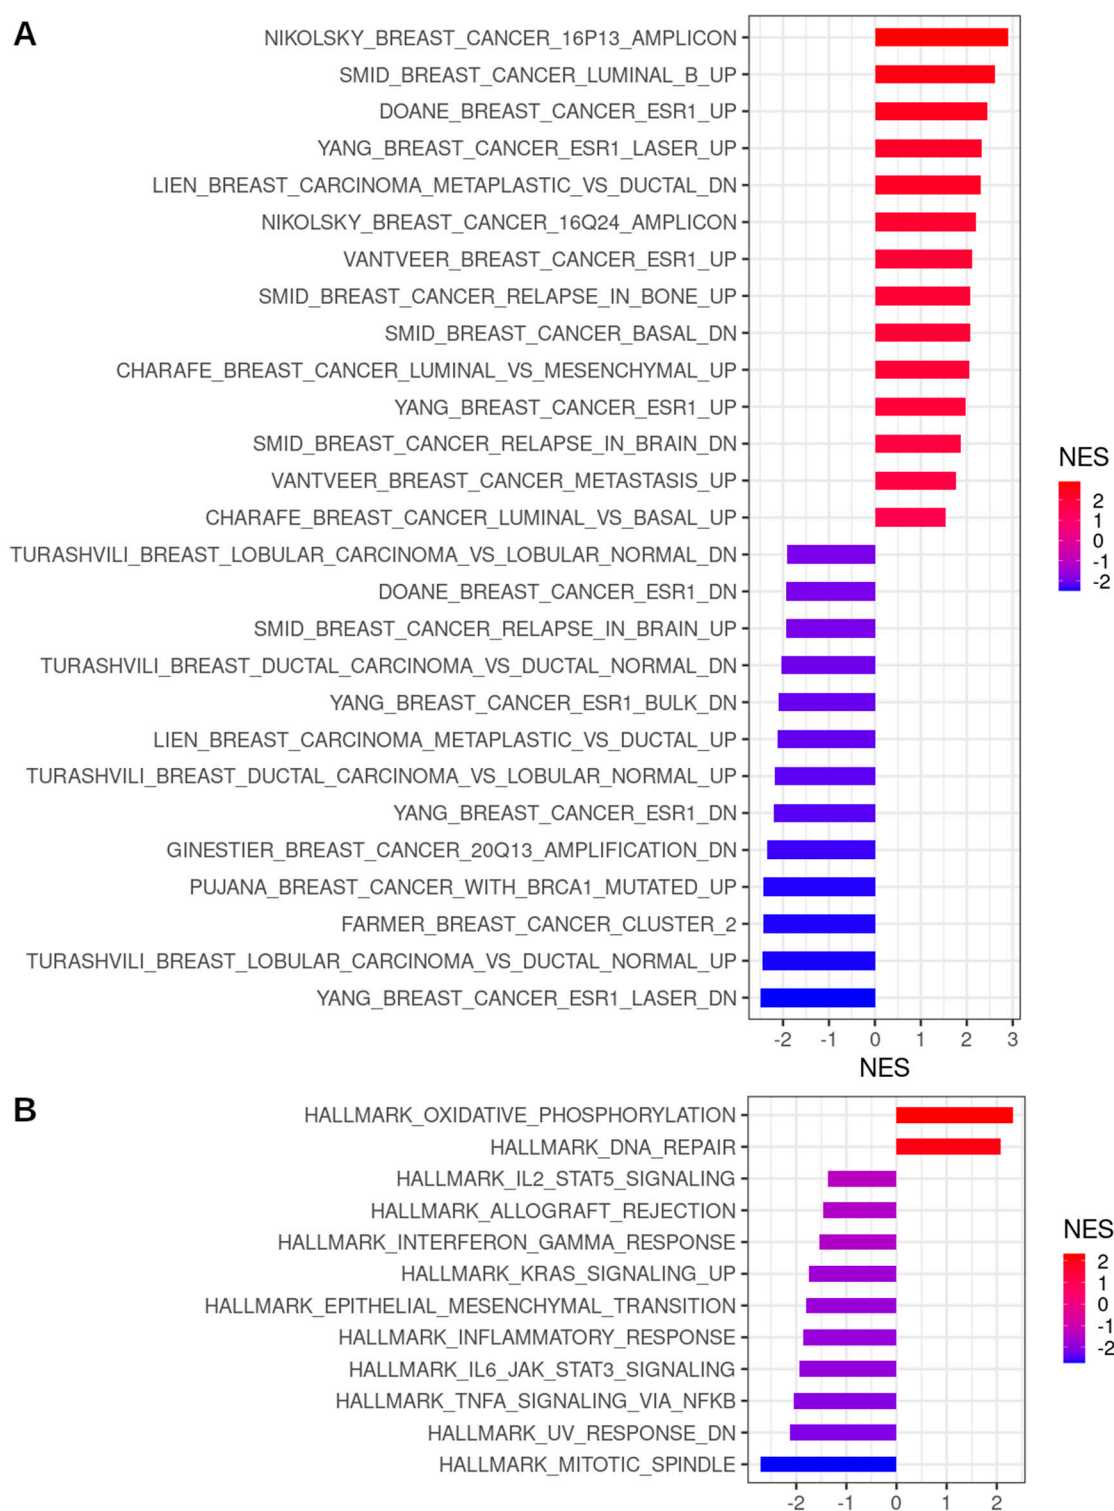 A
NIKOLSKY_BREAST_CANCER_16P13_AMPLICON
SMID_BREAST_CANCER_LUMINAL_B_UP
DOANE_BREAST_CANCER_ESR1_UP
YANG_BREAST_CANCER_ESR1_LASER_UP
LIEN_BREAST_CARCINOMA_METAPLASTIC_VS_DUCTAL_DN
NIKOLSKY_BREAST_CANCER_16Q24_AMPLICON
VANTVEER_BREAST_CANCER_ESR1_UP
SMID_BREAST_CANCER_RELAPSE_IN_BONE_UP
SMID_BREAST_CANCER_BASAL_DN
CHARAFE_BREAST_CANCER_LUMINAL_VS_MESENCHYMAL_UP
YANG_BREAST_CANCER_ESR1_UP
SMID_BREAST_CANCER_RELAPSE_IN_BRAIN_DN
VANTVEER_BREAST_CANCER_METASTASIS_UP
CHARAFE_BREAST_CANCER_LUMINAL_VS_BASAL_UP
TURASHVILI_BREAST_LOBULAR_CARCINOMA_VS_LOBULAR_NORMAL_DN
DOANE_BREAST_CANCER_ESR1_DN
SMID_BREAST_CANCER_RELAPSE_IN_BRAIN_UP
TURASHVILI_BREAST_DUCTAL_CARCINOMA_VS_DUCTAL_NORMAL_DN
YANG_BREAST_CANCER_ESR1_BULK_DN
LIEN_BREAST_CARCINOMA_METAPLASTIC_VS_DUCTAL_UP
TURASHVILI_BREAST_DUCTAL_CARCINOMA_VS_LOBULAR_NORMAL_UP
YANG_BREAST_CANCER_ESR1_DN
GINESTIER_BREAST_CANCER_20Q13_AMPLIFICATION_DN
PUJANA_BREAST_CANCER_WITH_BRCA1_MUTATED_UP
FARMER_BREAST_CANCER_CLUSTER_2
TURASHVILI_BREAST_LOBULAR_CARCINOMA_VS_DUCTAL_NORMAL_UP
YANG_BREAST_CANCER_ESR1_LASER_DN
-2 -1 0 1 2 3
NES
NES
2
1
0
-1
-2
B
HALLMARK_OXIDATIVE_PHOSPHORYLATION
HALLMARK_DNA_REPAIR
HALLMARK_IL2_STAT5_SIGNALING
HALLMARK_ALLOGRAFT_REJECTION
HALLMARK_INTERFERON_GAMMA_RESPONSE
HALLMARK_KRAS_SIGNALING_UP
HALLMARK_EPITHELIAL_MESENCHYMAL_TRANSITION
HALLMARK_INFLAMMATORY_RESPONSE
HALLMARK_IL6_JAK_STAT3_SIGNALING
HALLMARK_TNFA_SIGNALING_VIA_NFKB
HALLMARK_UV_RESPONSE_DN
HALLMARK_MITOTIC_SPINDLE
-2 -1 0 1 2
NES
2
1
0
-1
-2